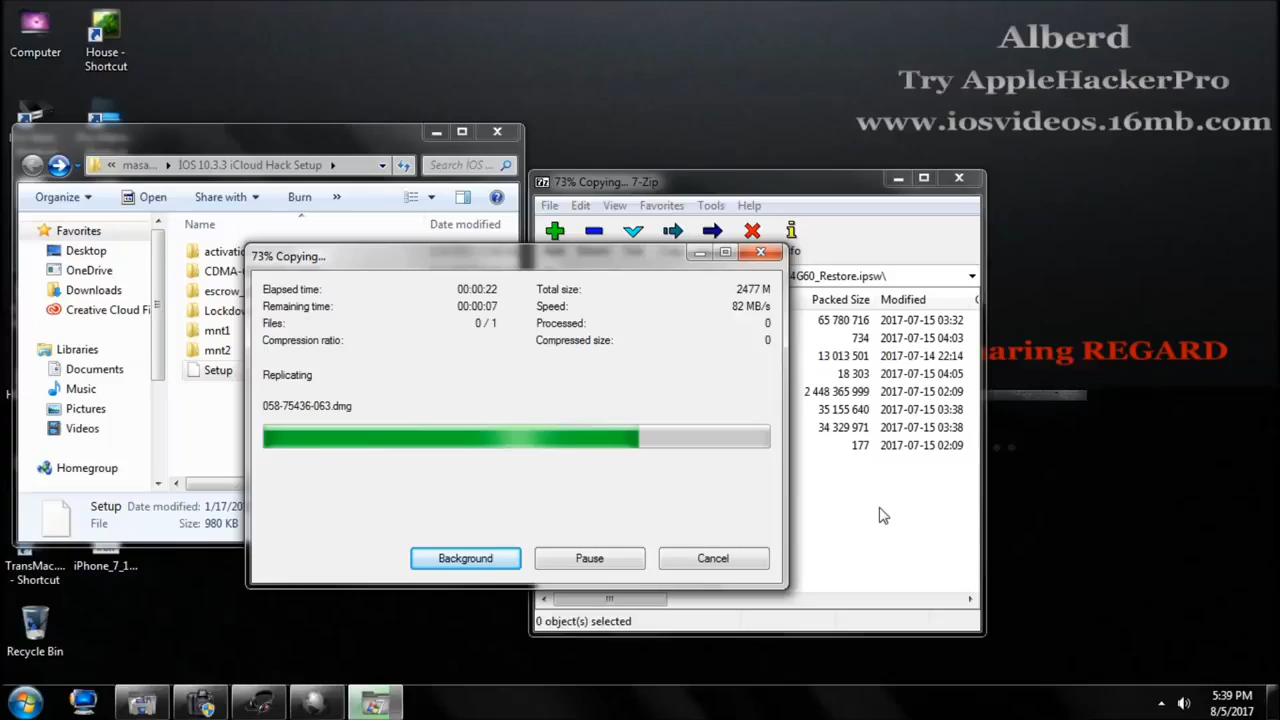 Computer
House -
Shortcut
Alberd
Try AppleHackerPro
www.iosvideos.16mb.com
masa...
IOS 10.3.3 iCloud Hack Setup
Search IOS ...
Organize
Open
Share with
Burn
»
Favorites
Desktop
OneDrive
Downloads
Creative Cloud Fi
Libraries
Documents
Music
Pictures
Videos
Homegroup
Name
Date modified
activati
CDMA-
escrow_
Lockdo
mnt1
mnt2
Setup
Setup Date modified: 1/17/20
File Size: 980 KB
73% Copying... 7-Zip
File Edit View Favorites Tools Help
4G60_Restore.ipsw\
Packed Size Modified
65 780 716 2017-07-15 03:32
734 2017-07-15 04:03
13 013 501 2017-07-14 22:14
18 303 2017-07-15 04:05
2 448 365 999 2017-07-15 02:09
35 155 640 2017-07-15 03:38
34 329 971 2017-07-15 03:38
177 2017-07-15 02:09
0 object(s) selected
73% Copying...
Elapsed time: 00:00:22
Remaining time: 00:00:07
Files: 0 / 1
Compression ratio:
Total size: 2477 M
Speed: 82 MB/s
Processed: 0
Compressed size: 0
Replicating
058-75436-063.dmg
Background
Pause
Cancel
haring REGARD
TransMac....
- Shortcut
iPhone_7_1...
Recycle Bin
5:39 PM
8/5/2017